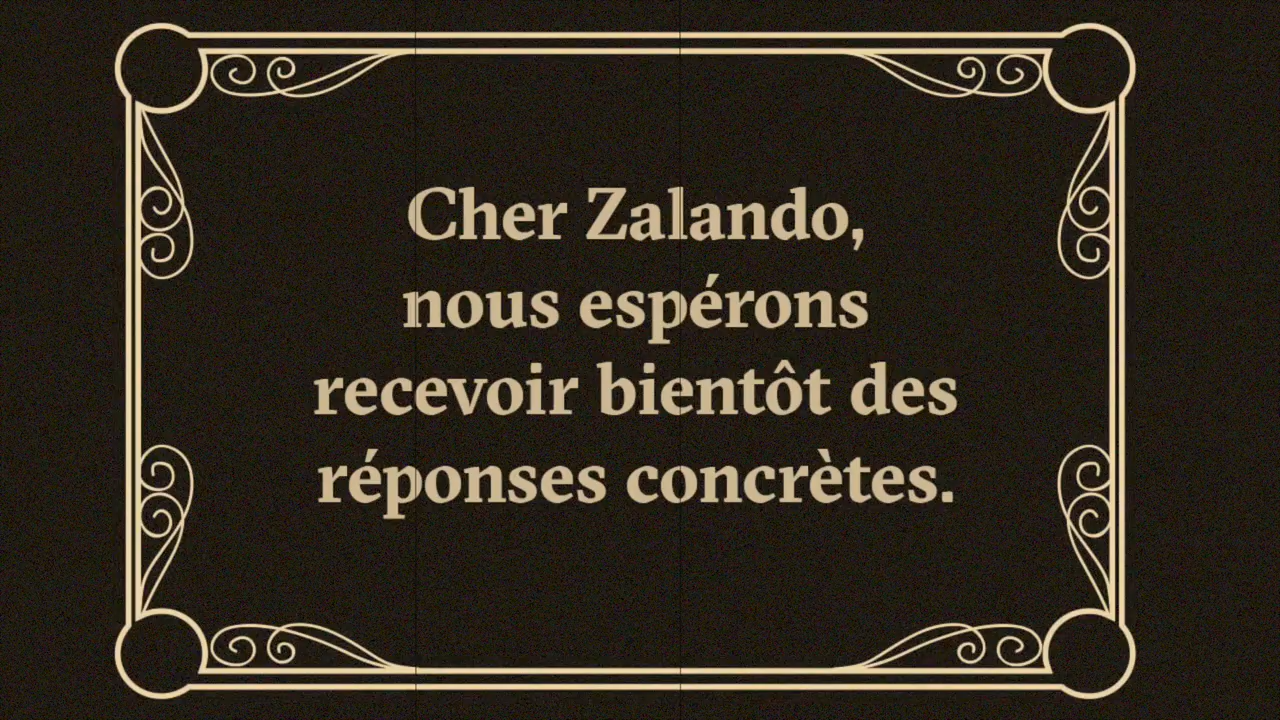 Cher Zalando,
nous espérons
recevoir bientôt des
réponses concrètes.